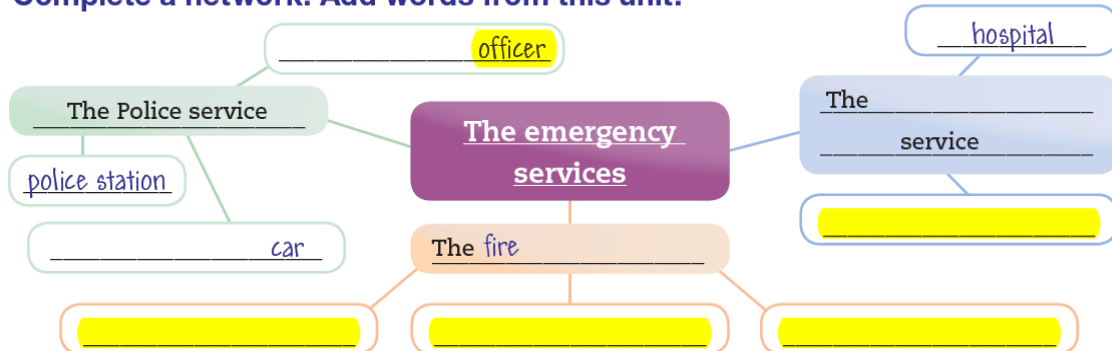 Complete a network. Add words from this unit.
officer
hospital
The Police service
The emergency
services
The
service
police station
car
The fire